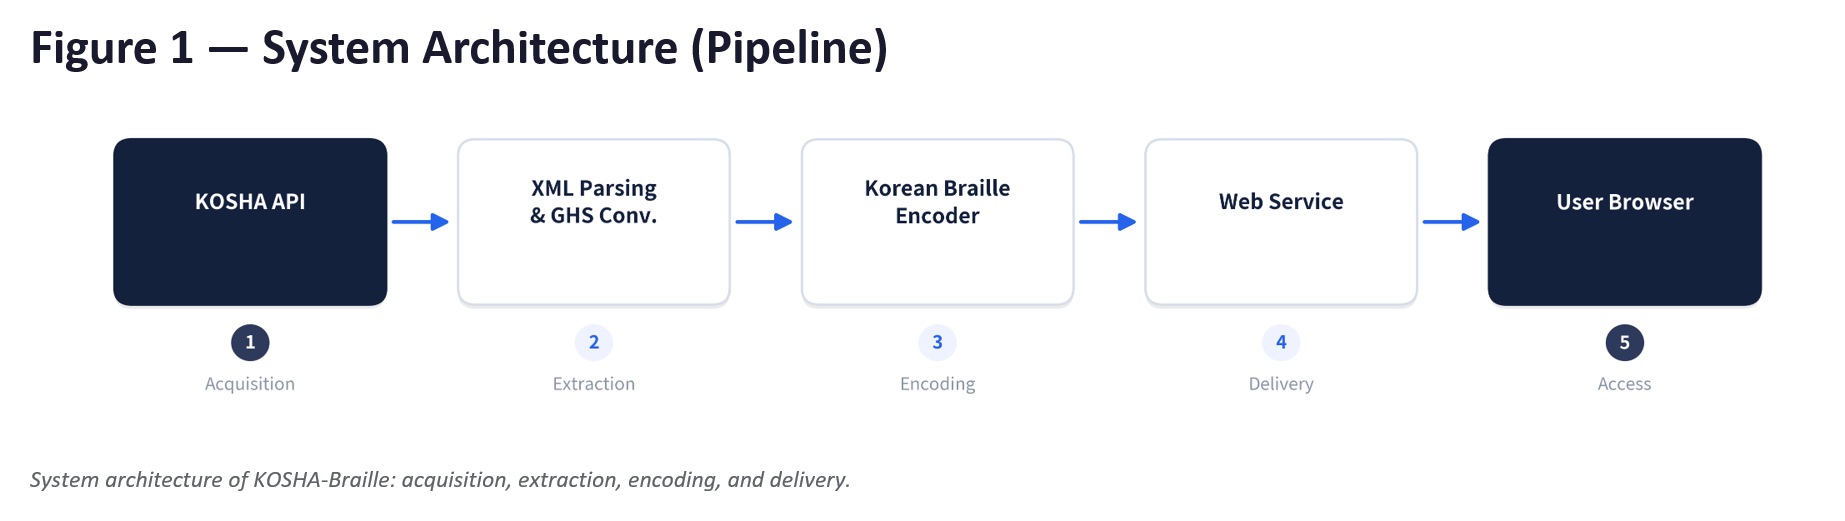 Figure 1 — System Architecture (Pipeline)
KOSHA API
XML Parsing
& GHS Conv.
Korean Braille
Encoder
Web Service
User Browser
1
2
3
4
5
Acquisition
Extraction
Encoding
Delivery
Access
System architecture of KOSHA-Braille: acquisition, extraction, encoding, and delivery.